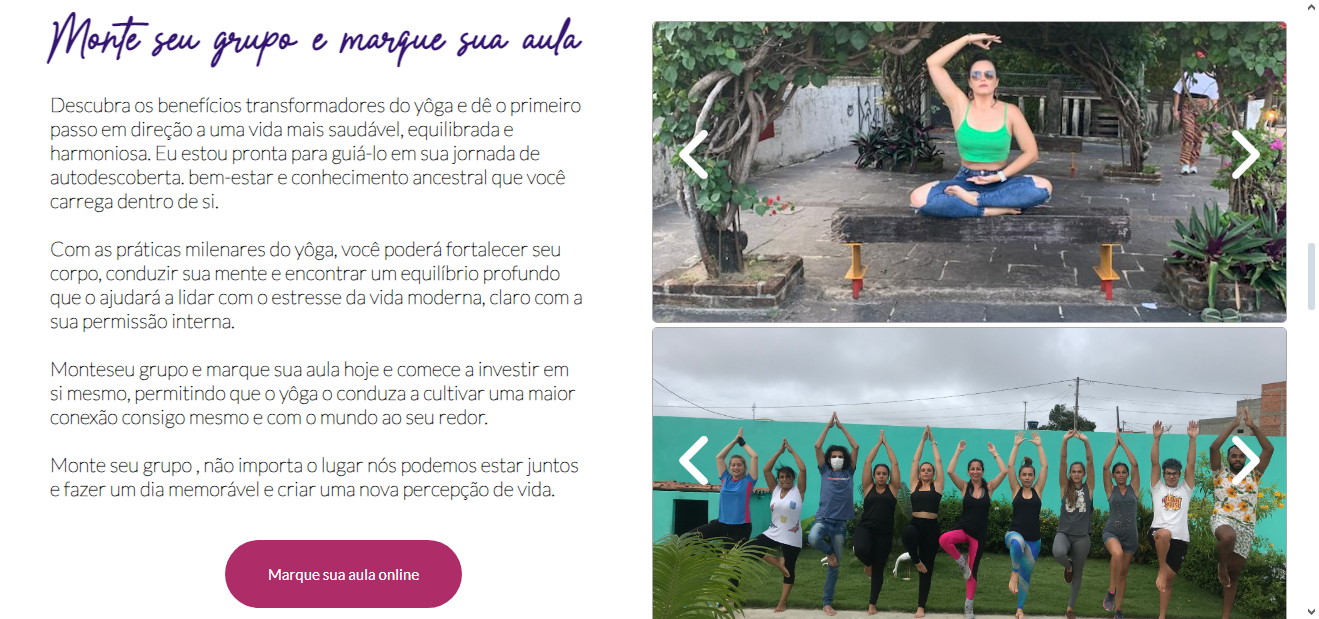 Monte seu grupo e marque sua aula
Descubra os benefícios transformadores do yôga e dê o primeiro
passo em direção a uma vida mais saudável, equilibrada e
harmoniosa. Eu estou pronta para guiá-lo em sua jornada de
autodescoberta. bem-estar e conhecimento ancestral que você
carrega dentro de si.
Com as práticas milenares do yôga, você poderá fortalecer seu
corpo, conduzir sua mente e encontrar um equilíbrio profundo
que o ajudará a lidar com o estresse da vida moderna, claro com a
sua permissão interna.
Monteseu grupo e marque sua aula hoje e comece a investir em
si mesmo, permitindo que o yôga o conduza a cultivar uma maior
conexão consigo mesmo e com o mundo ao seu redor.
Monte seu grupo , não importa o lugar nós podemos estar juntos
e fazer um dia memorável e criar uma nova percepção de vida.
Marque sua aula online